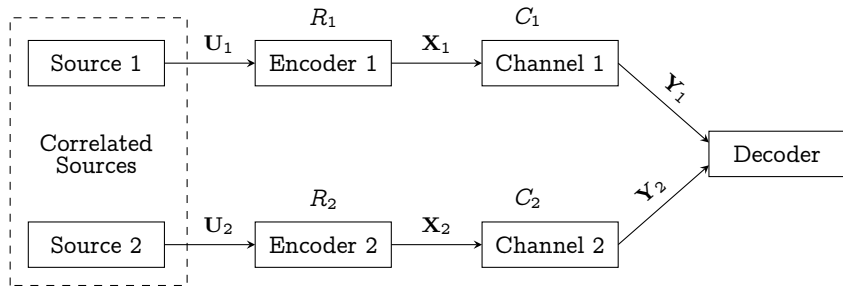 R₁ C₁
Source 1 U₁ Encoder 1 X₁ Channel 1
Y₁
Correlated
Sources
Decoder
Y₂
R₂ C₂
Source 2 U₂ Encoder 2 X₂ Channel 2